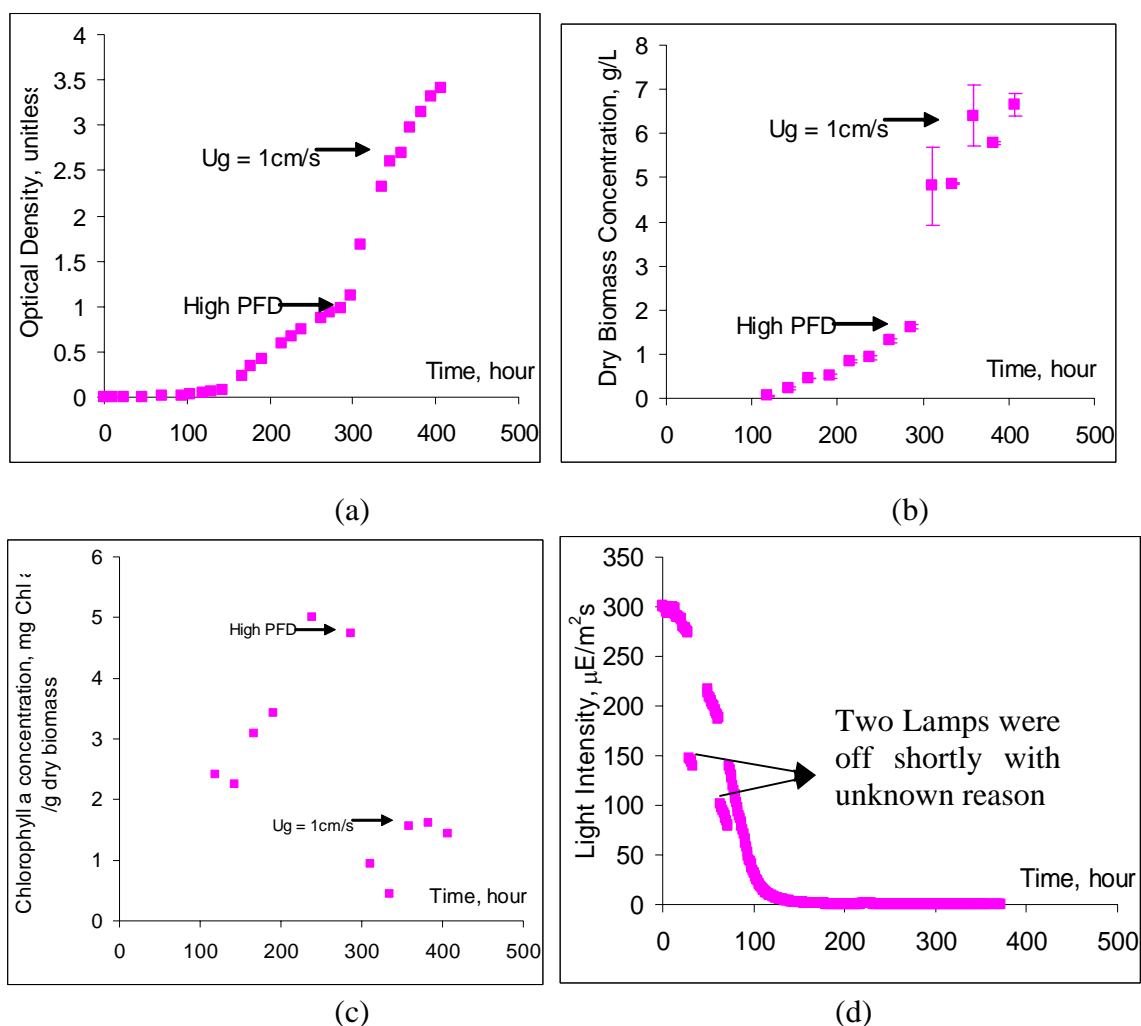 Optical Density, unitless
4
3.5
3
2.5
2
1.5
1
0.5
0
Ug = 1cm/s
High PFD
Time, hour
0 100 200 300 400 500
(a)
Dry Biomass Concentration, g/L
8
7
6
5
4
3
2
1
0
Ug = 1cm/s
High PFD
Time, hour
0 100 200 300 400 500
(b)
Chlorophyll a concentration, mg Chl a
/g dry biomass
6
5
4
3
2
1
0
High PFD
Ug = 1cm/s
Time, hour
0 100 200 300 400 500
(c)
Light Intensity, μE/m²s
350
300
250
200
150
100
50
0
Two Lamps were
off shortly with
unknown reason
Time, hour
0 100 200 300 400 500
(d)